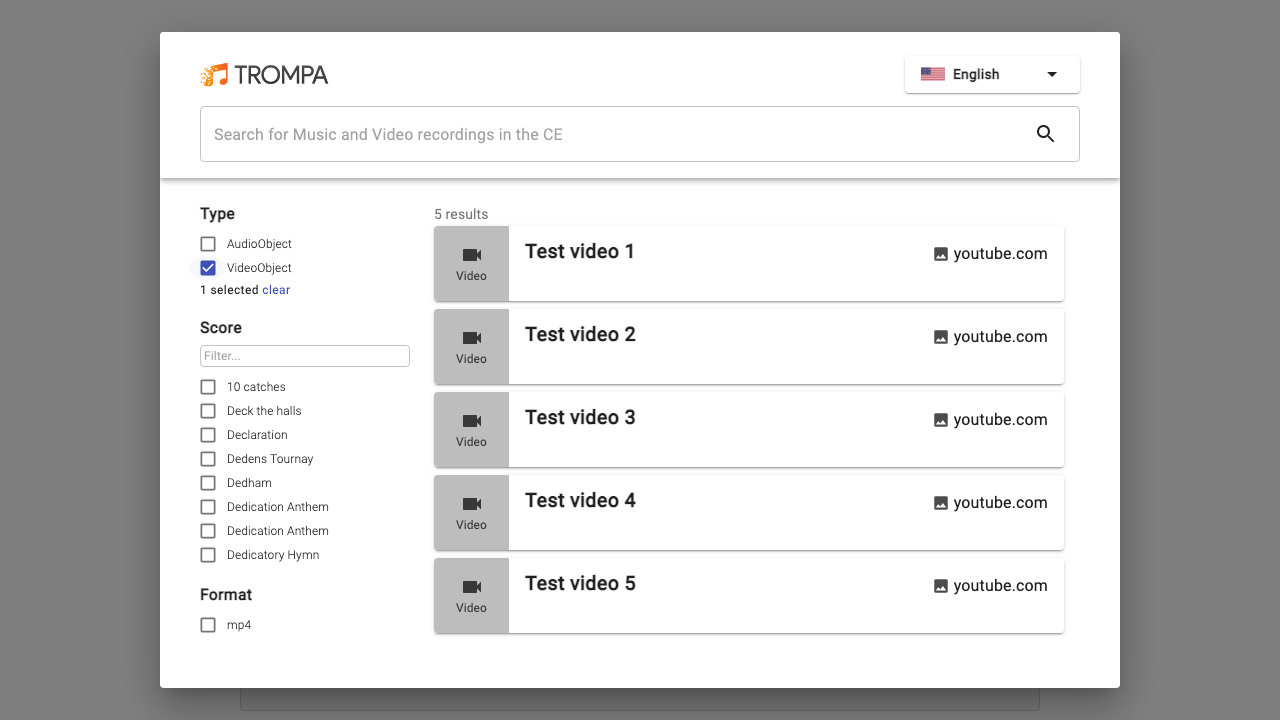 TROMPA
English
Search for Music and Video recordings in the CE
Type
AudioObject
VideoObject
1 selected clear
Score
Filter...
10 catches
Deck the halls
Declaration
Dedens Tournay
Dedham
Dedication Anthem
Dedication Anthem
Dedicatory Hymn
Format
mp4
5 results
Video
Test video 1
youtube.com
Video
Test video 2
youtube.com
Video
Test video 3
youtube.com
Video
Test video 4
youtube.com
Video
Test video 5
youtube.com